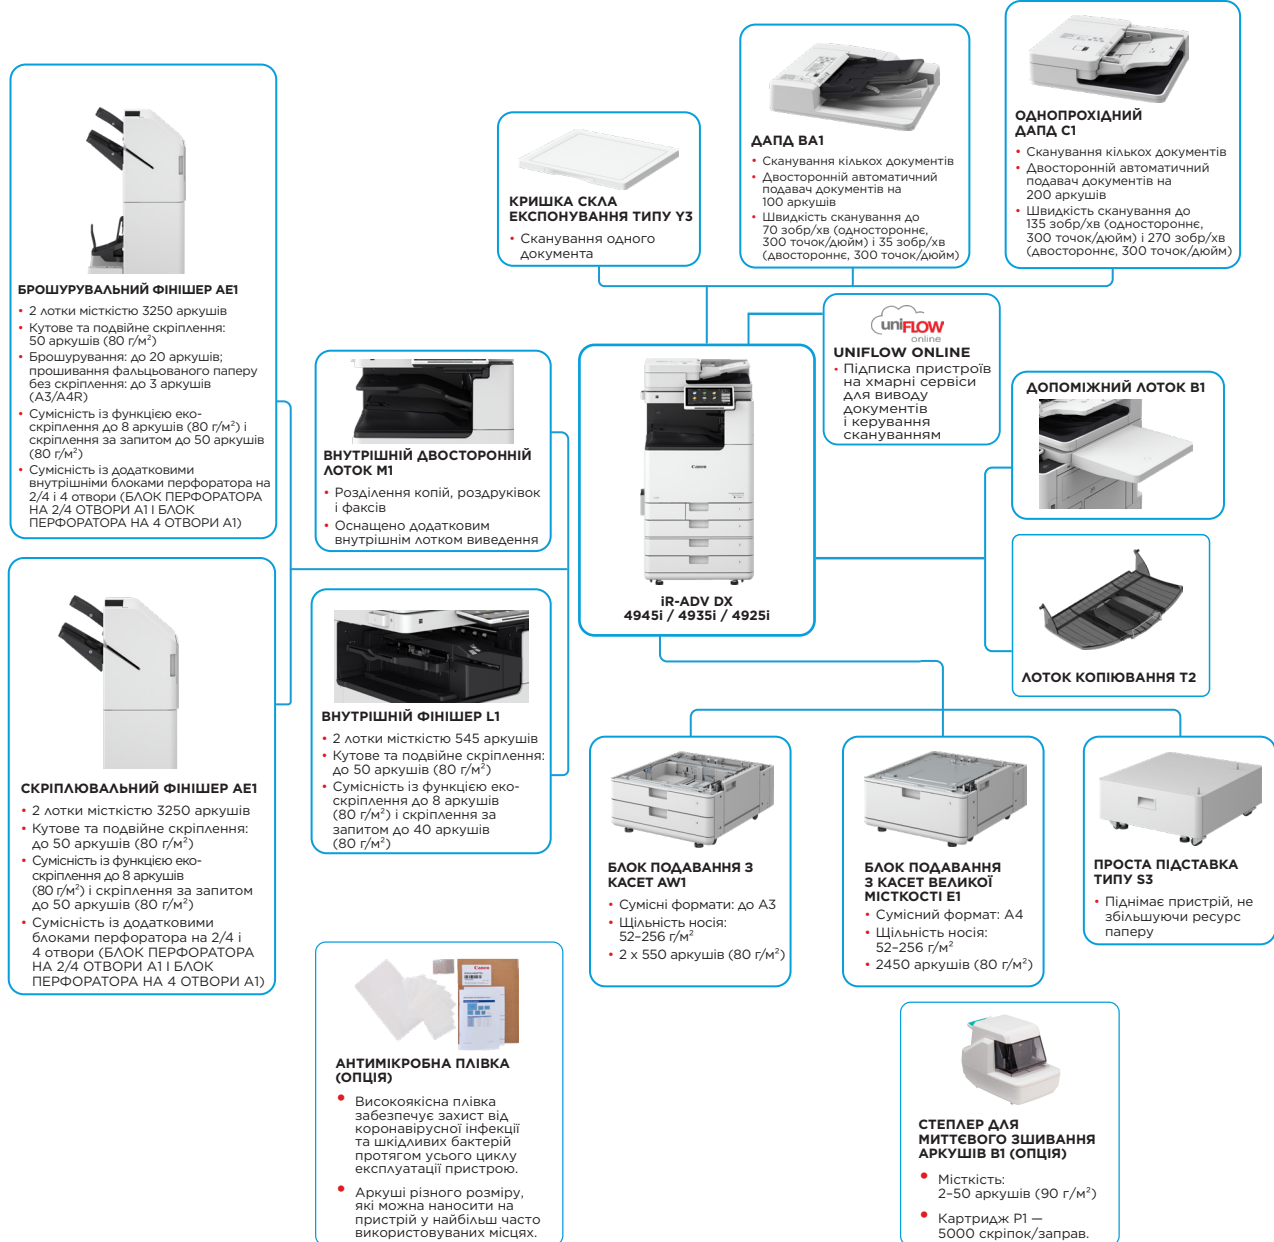 БРОШУРУВАЛЬНИЙ ФІНІШЕР AE1
• 2 лотки місткістю 3250 аркушів
• Кутове та подвійне скріплення:
50 аркушів (80 г/м²)
• Брошурування: до 20 аркушів;
прошивання фальцьованого паперу
без скріплення: до 3 аркушів
(A3/A4R)
• Сумісність із функцією еко-
скріплення до 8 аркушів (80 г/м²) і
скріплення за запитом до 50 аркушів
(80 г/м²)
• Сумісність із додатковими
внутрішніми блоками перфоратора на
2/4 і 4 отвори (БЛОК ПЕРФОРАТОРА
НА 2/4 ОТВОРИ A1 І БЛОК
ПЕРФОРАТОРА НА 4 ОТВОРИ A1)
СКРІПЛЮВАЛЬНИЙ ФІНІШЕР AE1
• 2 лотки місткістю 3250 аркушів
• Кутове та подвійне скріплення:
до 50 аркушів (80 г/м²)
• Сумісність із функцією еко-
скріплення до 8 аркушів
(80 г/м²) і скріплення за запитом
до 50 аркушів (80 г/м²)
• Сумісність із додатковими
блоками перфоратора на 2/4 і
4 отвори (БЛОК ПЕРФОРАТОРА
НА 2/4 ОТВОРИ A1 І БЛОК
ПЕРФОРАТОРА НА 4 ОТВОРИ A1)
ВНУТРІШНІЙ ДВОСТОРОННІЙ
ЛОТОК M1
• Розділення копій, роздруківок
і факсів
• Оснащено додатковим
внутрішнім лотком виведення
ВНУТРІШНІЙ ФІНІШЕР L1
• 2 лотки місткістю 545 аркушів
• Кутове та подвійне скріплення:
до 50 аркушів (80 г/м²)
• Сумісність із функцією еко-
скріплення до 8 аркушів
(80 г/м²) і скріплення за
запитом до 40 аркушів
(80 г/м²)
КРИШКА СКЛА
ЕКСПОНУВАННЯ ТИПУ Y3
• Сканування одного
документа
ДАПД BA1
• Сканування кількох документів
• Двосторонній автоматичний
подавач документів на
100 аркушів
• Швидкість сканування до
70 зобр/хв (одностороннє,
300 точок/дюйм) і 35 зобр/хв
(двостороннє, 300 точок/дюйм)
ОДНОПРОХІДНИЙ
ДАПД C1
• Сканування кількох документів
• Двосторонній автоматичний
подавач документів на
200 аркушів
• Швидкість сканування до
135 зобр/хв (одностороннє,
300 точок/дюйм) і 270 зобр/хв
(двостороннє, 300 точок/дюйм)
uniFLOW
online
UNIFLOW ONLINE
• Підписка пристроїв
на хмарні сервіси
для виводу
документів
і керування
скануванням
Canon
iR-ADV DX
4945i / 4935i / 4925i
ДОПОМІЖНИЙ ЛОТОК B1
ЛОТОК КОПІЮВАННЯ T2
БЛОК ПОДАВАННЯ З
КАСЕТ AW1
• Сумісні формати: до A3
• Щільність носія:
52–256 г/м²
• 2 x 550 аркушів (80 г/м²)
БЛОК ПОДАВАННЯ
З КАСЕТ ВЕЛИКОЇ
МІСТКОСТІ E1
• Сумісний формат: A4
• Щільність носія:
52–256 г/м²
• 2450 аркушів (80 г/м²)
ПРОСТА ПІДСТАВКА
ТИПУ S3
• Піднімає пристрій, не
збільшуючи ресурс
паперу
Canon
АНТИМІКРОБНА ПЛІВКА
(ОПЦІЯ)
• Високоякісна плівка
забезпечує захист від
коронавірусної інфекції
та шкідливих бактерій
протягом усього циклу
експлуатації пристрою.
• Аркуші різного розміру,
які можна наносити на
пристрій у найбільш часто
використовуваних місцях.
СТЕПЛЕР ДЛЯ
МИТТЄВОГО ЗШИВАННЯ
АРКУШІВ B1 (ОПЦІЯ)
• Місткість:
2–50 аркушів (90 г/м²)
• Картридж P1 —
5000 скріпок/заправ.